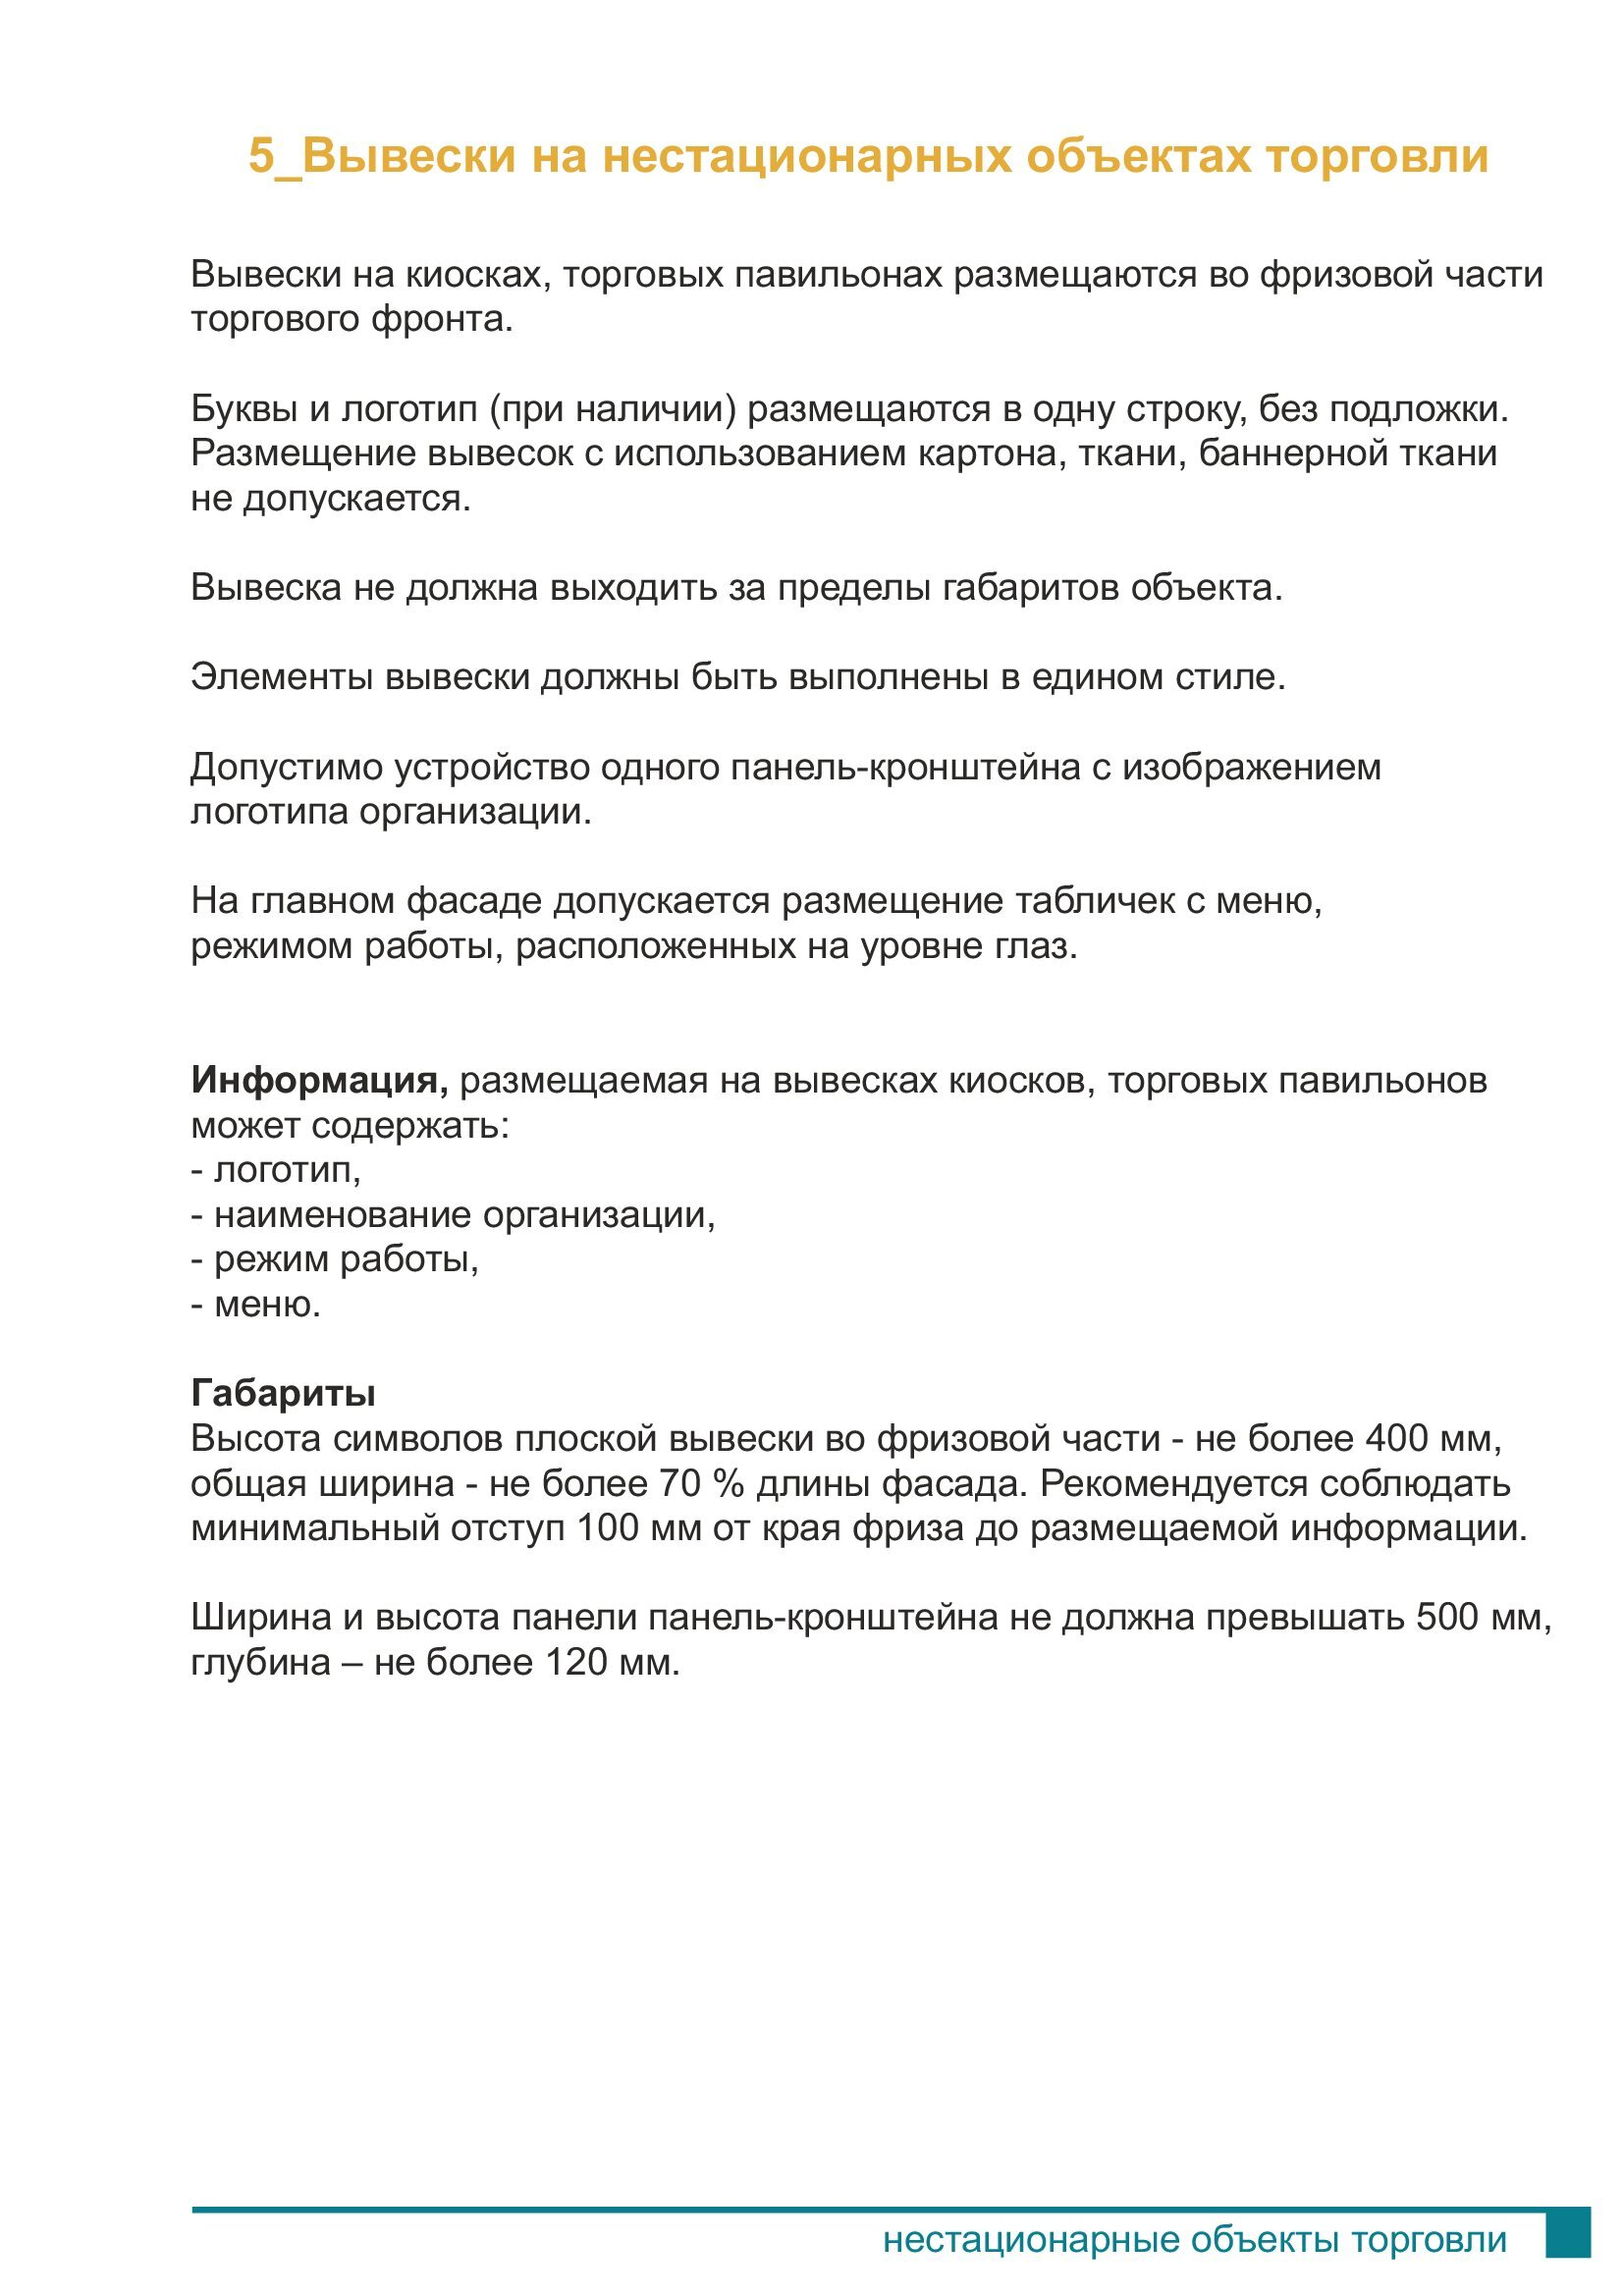 5_Вывески на нестационарных объектах торговли
Вывески на киосках, торговых павильонах размещаются во фризовой части
торгового фронта.
Буквы и логотип (при наличии) размещаются в одну строку, без подложки.
Размещение вывесок с использованием картона, ткани, баннерной ткани
не допускается.
Вывеска не должна выходить за пределы габаритов объекта.
Элементы вывески должны быть выполнены в едином стиле.
Допустимо устройство одного панель-кронштейна с изображением
логотипа организации.
На главном фасаде допускается размещение табличек с меню,
режимом работы, расположенных на уровне глаз.
Информация, размещаемая на вывесках киосков, торговых павильонов
может содержать:
- логотип,
- наименование организации,
- режим работы,
- меню.
Габариты
Высота символов плоской вывески во фризовой части - не более 400 мм,
общая ширина - не более 70 % длины фасада. Рекомендуется соблюдать
минимальный отступ 100 мм от края фриза до размещаемой информации.
Ширина и высота панели панель-кронштейна не должна превышать 500 мм,
глубина – не более 120 мм.
нестационарные объекты торговли